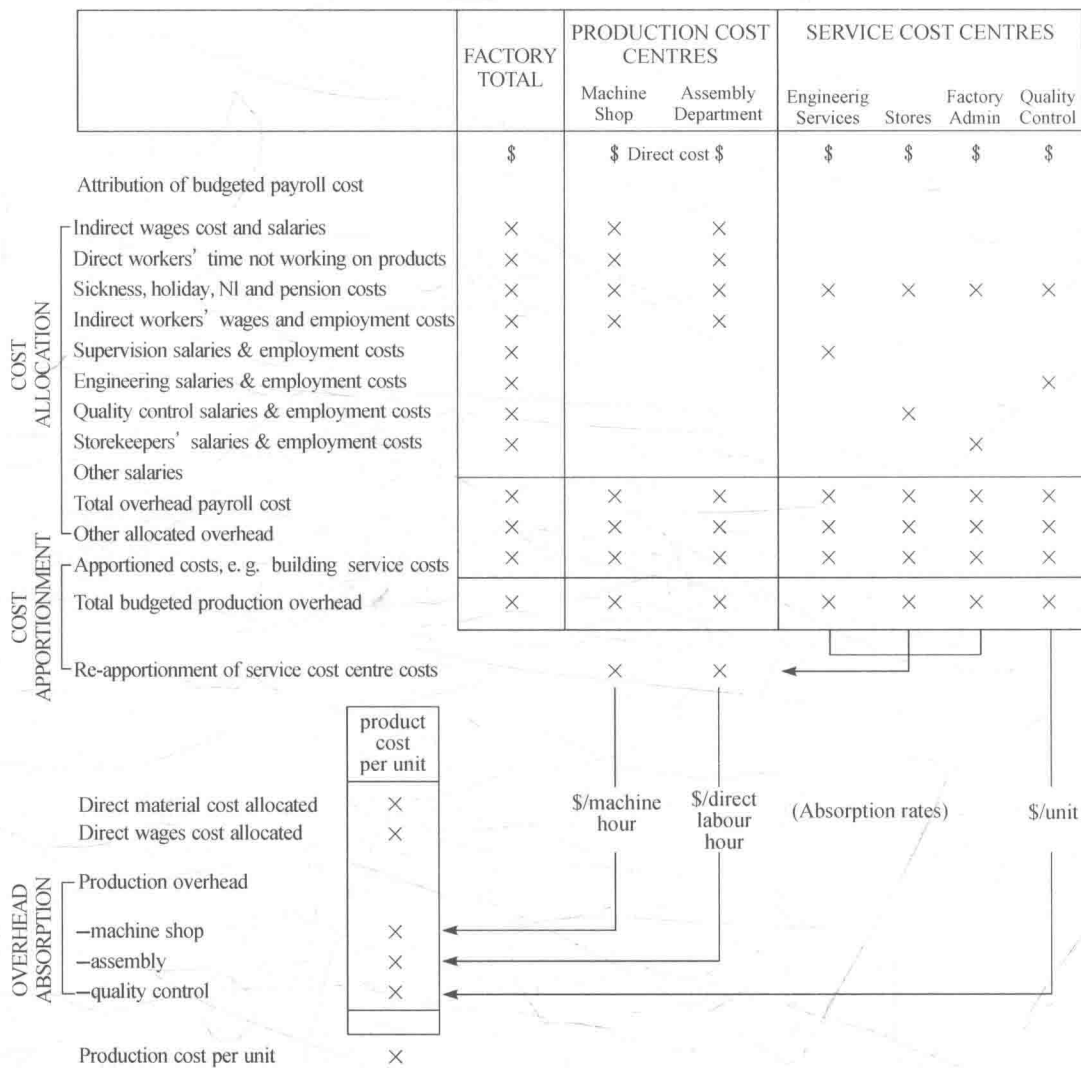 FACTORY TOTAL
PRODUCTION COST CENTRES
SERVICE COST CENTRES
Machine Shop
Assembly Department
Engineerig Services
Stores
Factory Admin
Quality Control
$ $ Direct cost $ $ $ $ $
Attribution of budgeted payroll cost
COST ALLOCATION
Indirect wages cost and salaries × × ×
Direct workers' time not working on products × × ×
Sickness, holiday, NI and pension costs × × × × × × ×
Indirect workers' wages and empioyment costs × × ×
Supervision salaries & employment costs × ×
Engineering salaries & employment costs × ×
Quality control salaries & employment costs × ×
Storekeepers' salaries & employment costs × ×
Other salaries
Total overhead payroll cost × × × × × × ×
Other allocated overhead × × × × × × ×
COST APPORTIONMENT
Apportioned costs, e. g. building service costs × × × × × × ×
Total budgeted production overhead × × × × × × ×
Re-apportionment of service cost centre costs × ×
product cost per unit
Direct material cost allocated ×
Direct wages cost allocated ×
$/machine hour
$/direct labour hour
(Absorption rates)
$/unit
OVERHEAD ABSORPTION
Production overhead
—machine shop ×
—assembly ×
—quality control ×
Production cost per unit ×